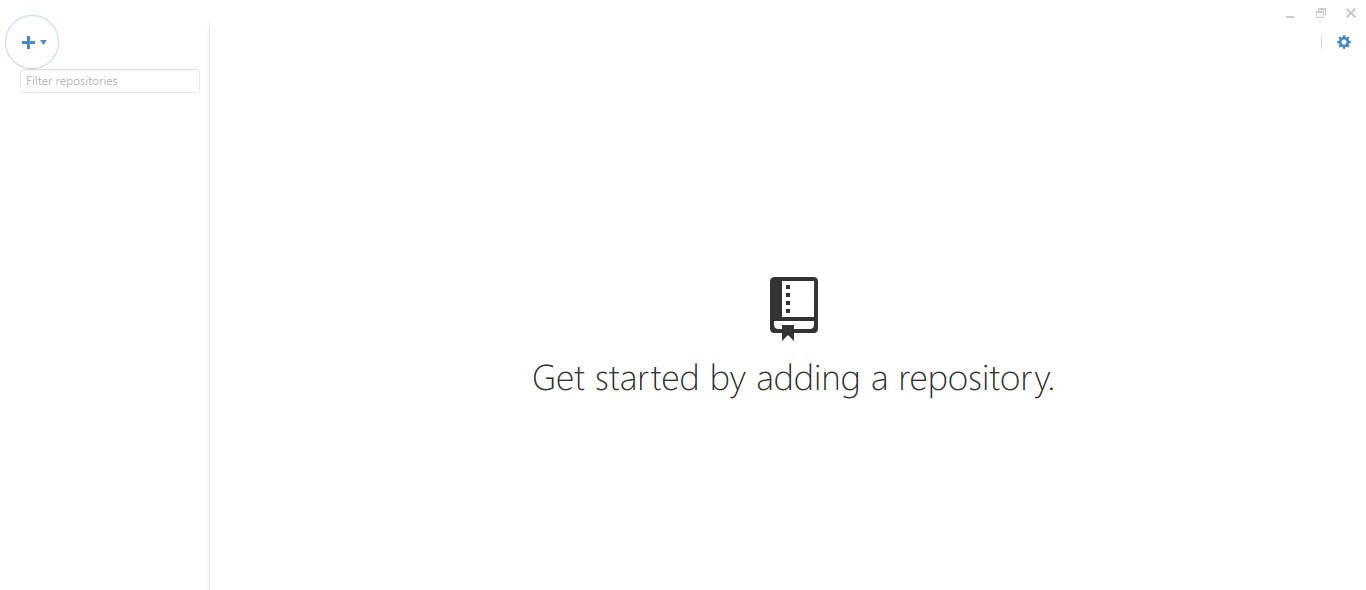 Filter repositories
Get started by adding a repository.